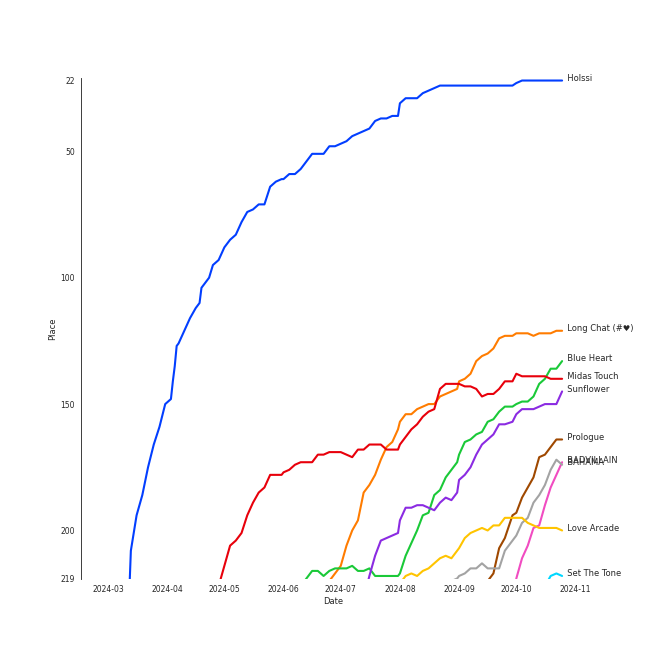 22
Holssi
50
100
Long Chat (#♥)
Blue Heart
Midas Touch
Sunflower
150
Prologue
BADVILLAIN
BAHAMA
Love Arcade
200
Set The Tone
219
2024-03 2024-04 2024-05 2024-06 2024-07 2024-08 2024-09 2024-10 2024-11
Date
Place